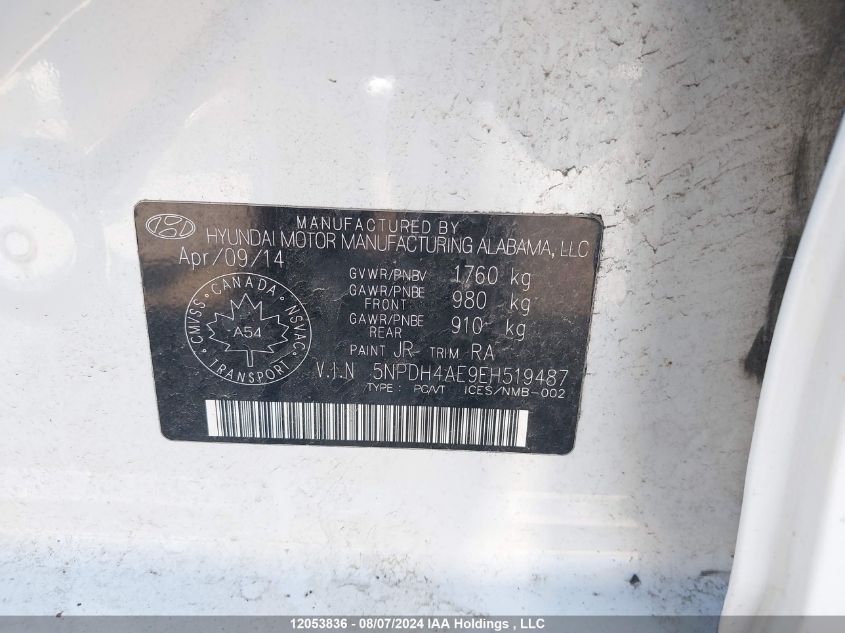 MANUFACTURED BY
HYUNDAI MOTOR MANUFACTURING ALABAMA, LLC
Apr/09/14
GVWR/PNBV 1760 kg
GAWR/PNBE FRONT 980 kg
GAWR/PNBE REAR 910 kg
PAINT JR TRIM RA
CANADA
CMVSS NSVAC
A54
TRANSPORT
V.I.N 5NPDH4AE9EH519487
TYPE : PC/VT ICES/NMB-002
12053836 - 08/07/2024 IAA Holdings , LLC